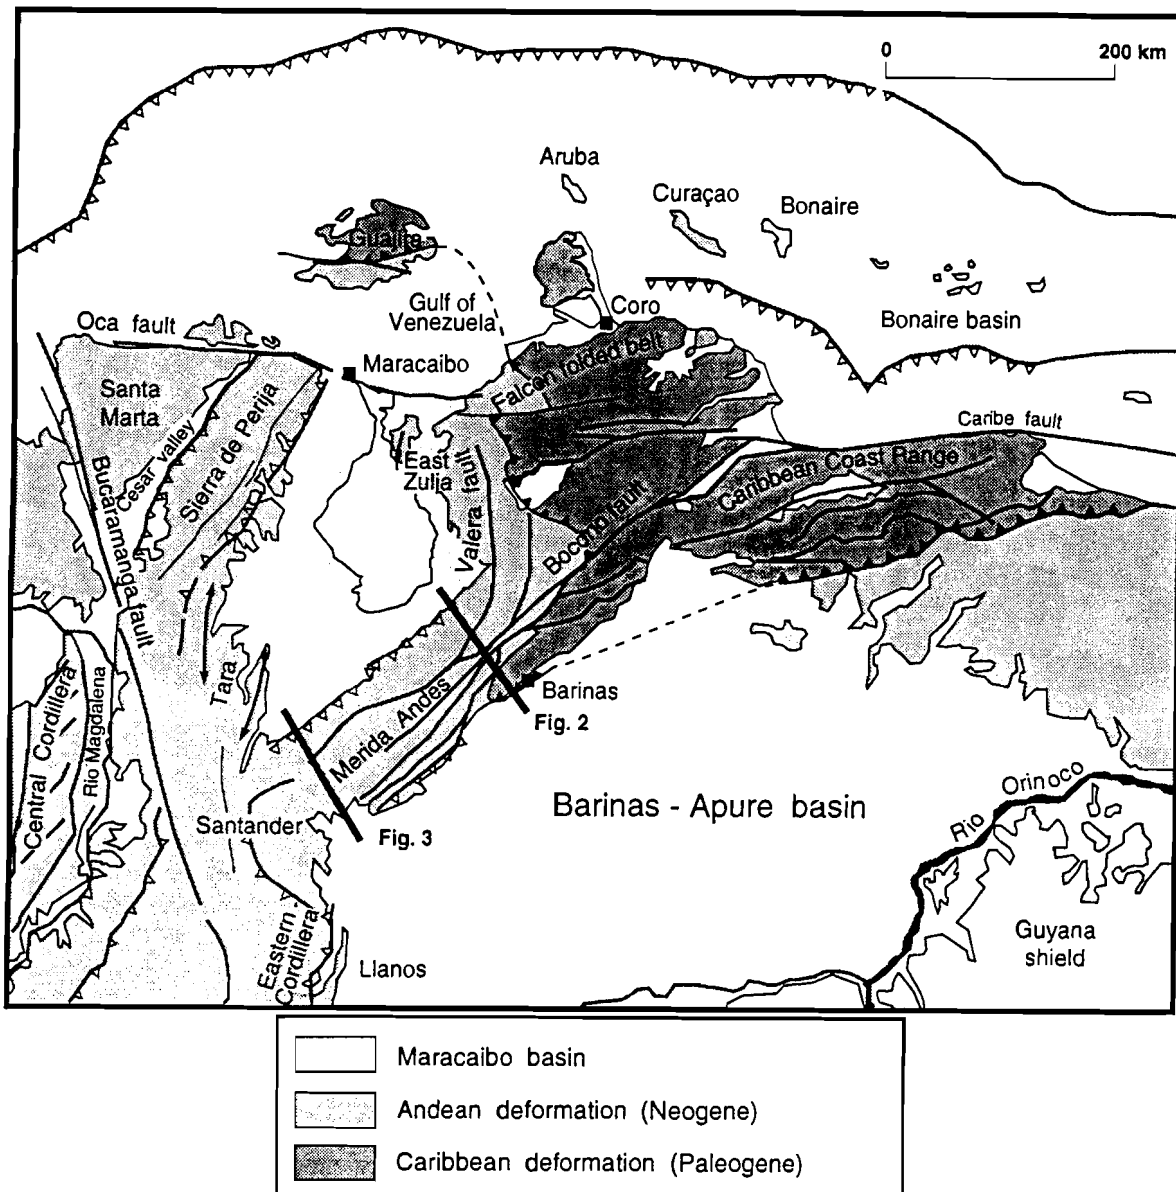 0 200 km
Aruba
Curaçao
Bonaire
Guajira
Gulf of
Venezuela
Coro
Bonaire basin
Oca fault
Maracaibo
Falcon folded belt
Santa
Marta
Cesar valley
Sierra de Perija
East
Zulia
Valera fault
Caribe fault
Caribbean Coast Range
Bocono fault
Bucaramanga fault
Tara
Barinas
Fig. 2
Merida Andes
Central Cordillera
Rio Magdalena
Santander
Fig. 3
Barinas - Apure basin
Rio Orinoco
Eastern-
Cordillera
Llanos
Guyana
shield
Maracaibo basin
Andean deformation (Neogene)
Caribbean deformation (Paleogene)